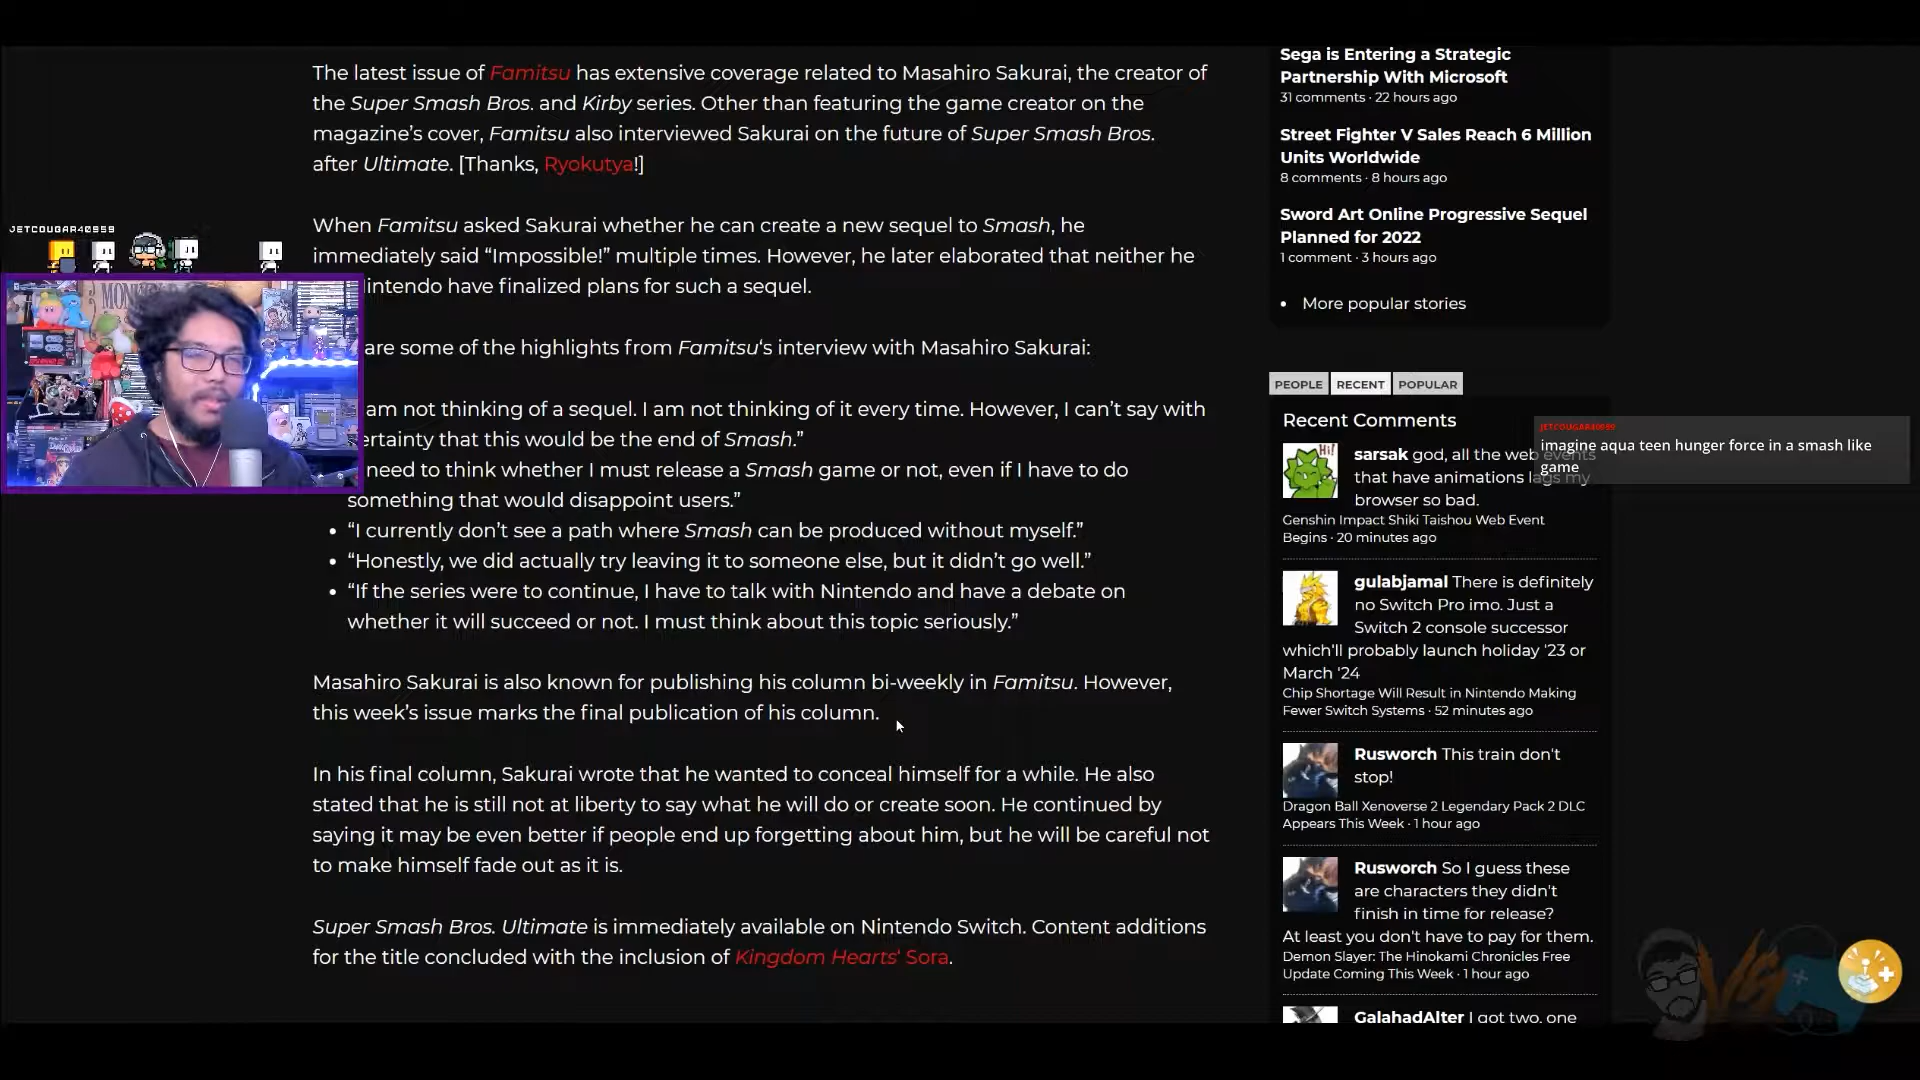 The latest issue of Famitsu has extensive coverage related to Masahiro Sakurai, the creator of
the Super Smash Bros. and Kirby series. Other than featuring the game creator on the
magazine's cover, Famitsu also interviewed Sakurai on the future of Super Smash Bros.
after Ultimate. [Thanks, Ryokutya!]
When Famitsu asked Sakurai whether he can create a new sequel to Smash, he
immediately said “Impossible!” multiple times. However, he later elaborated that neither he
intendo have finalized plans for such a sequel.
are some of the highlights from Famitsu‘s interview with Masahiro Sakurai:
am not thinking of a sequel. I am not thinking of it every time. However, I can’t say with
ertainty that this would be the end of Smash.”
need to think whether I must release a Smash game or not, even if I have to do
something that would disappoint users.”
• “I currently don’t see a path where Smash can be produced without myself.”
• “Honestly, we did actually try leaving it to someone else, but it didn’t go well.”
• “If the series were to continue, I have to talk with Nintendo and have a debate on
whether it will succeed or not. I must think about this topic seriously.”
Masahiro Sakurai is also known for publishing his column bi-weekly in Famitsu. However,
this week’s issue marks the final publication of his column.
In his final column, Sakurai wrote that he wanted to conceal himself for a while. He also
stated that he is still not at liberty to say what he will do or create soon. He continued by
saying it may be even better if people end up forgetting about him, but he will be careful not
to make himself fade out as it is.
Super Smash Bros. Ultimate is immediately available on Nintendo Switch. Content additions
for the title concluded with the inclusion of Kingdom Hearts‘ Sora.
JETCOUGAR40959
Sega is Entering a Strategic
Partnership With Microsoft
31 comments · 22 hours ago
Street Fighter V Sales Reach 6 Million
Units Worldwide
8 comments · 8 hours ago
Sword Art Online Progressive Sequel
Planned for 2022
1 comment · 3 hours ago
• More popular stories
PEOPLE RECENT POPULAR
Recent Comments
JETCOUGAR40959
imagine aqua teen hunger force in a smash like
game
Hi!
sarsak god, all the web events
that have animations lags my
browser so bad.
Genshin Impact Shiki Taishou Web Event
Begins · 20 minutes ago
gulabjamal There is definitely
no Switch Pro imo. Just a
Switch 2 console successor
which'll probably launch holiday '23 or
March '24
Chip Shortage Will Result in Nintendo Making
Fewer Switch Systems · 52 minutes ago
Rusworch This train don't
stop!
Dragon Ball Xenoverse 2 Legendary Pack 2 DLC
Appears This Week · 1 hour ago
Rusworch So I guess these
are characters they didn't
finish in time for release?
At least you don't have to pay for them.
Demon Slayer: The Hinokami Chronicles Free
Update Coming This Week · 1 hour ago
GalahadAlter I got two, one